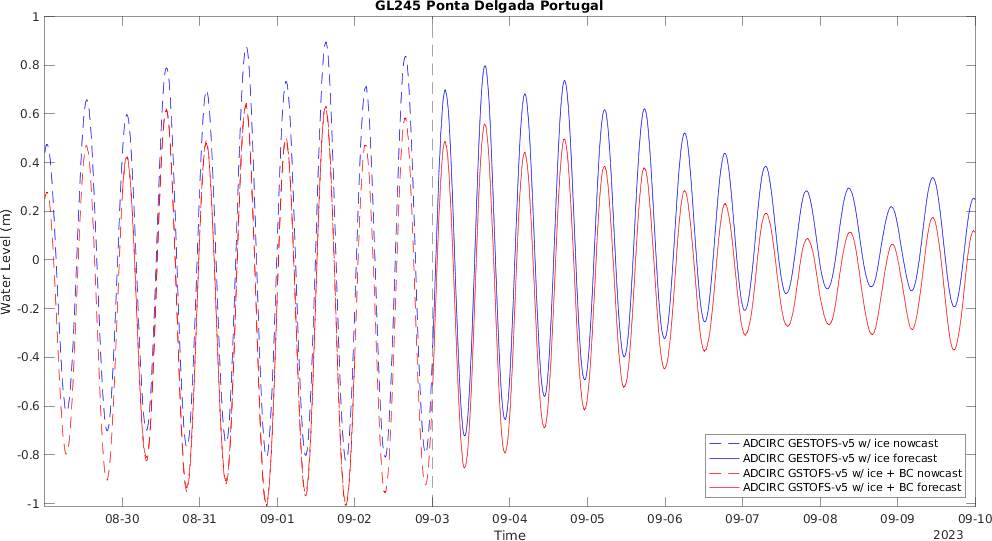 GL245 Ponta Delgada Portugal
1
0.8
0.6
0.4
0.2
0
-0.2
-0.4
-0.6
-0.8
-1
Water Level (m)
ADCIRC GESTOFS-v5 w/ ice nowcast
ADCIRC GESTOFS-v5 w/ ice forecast
ADCIRC GSTOFS-v5 w/ ice + BC nowcast
ADCIRC GSTOFS-v5 w/ ice + BC forecast
08-30 08-31 09-01 09-02 09-03 09-04 09-05 09-06 09-07 09-08 09-09 09-10
Time
2023